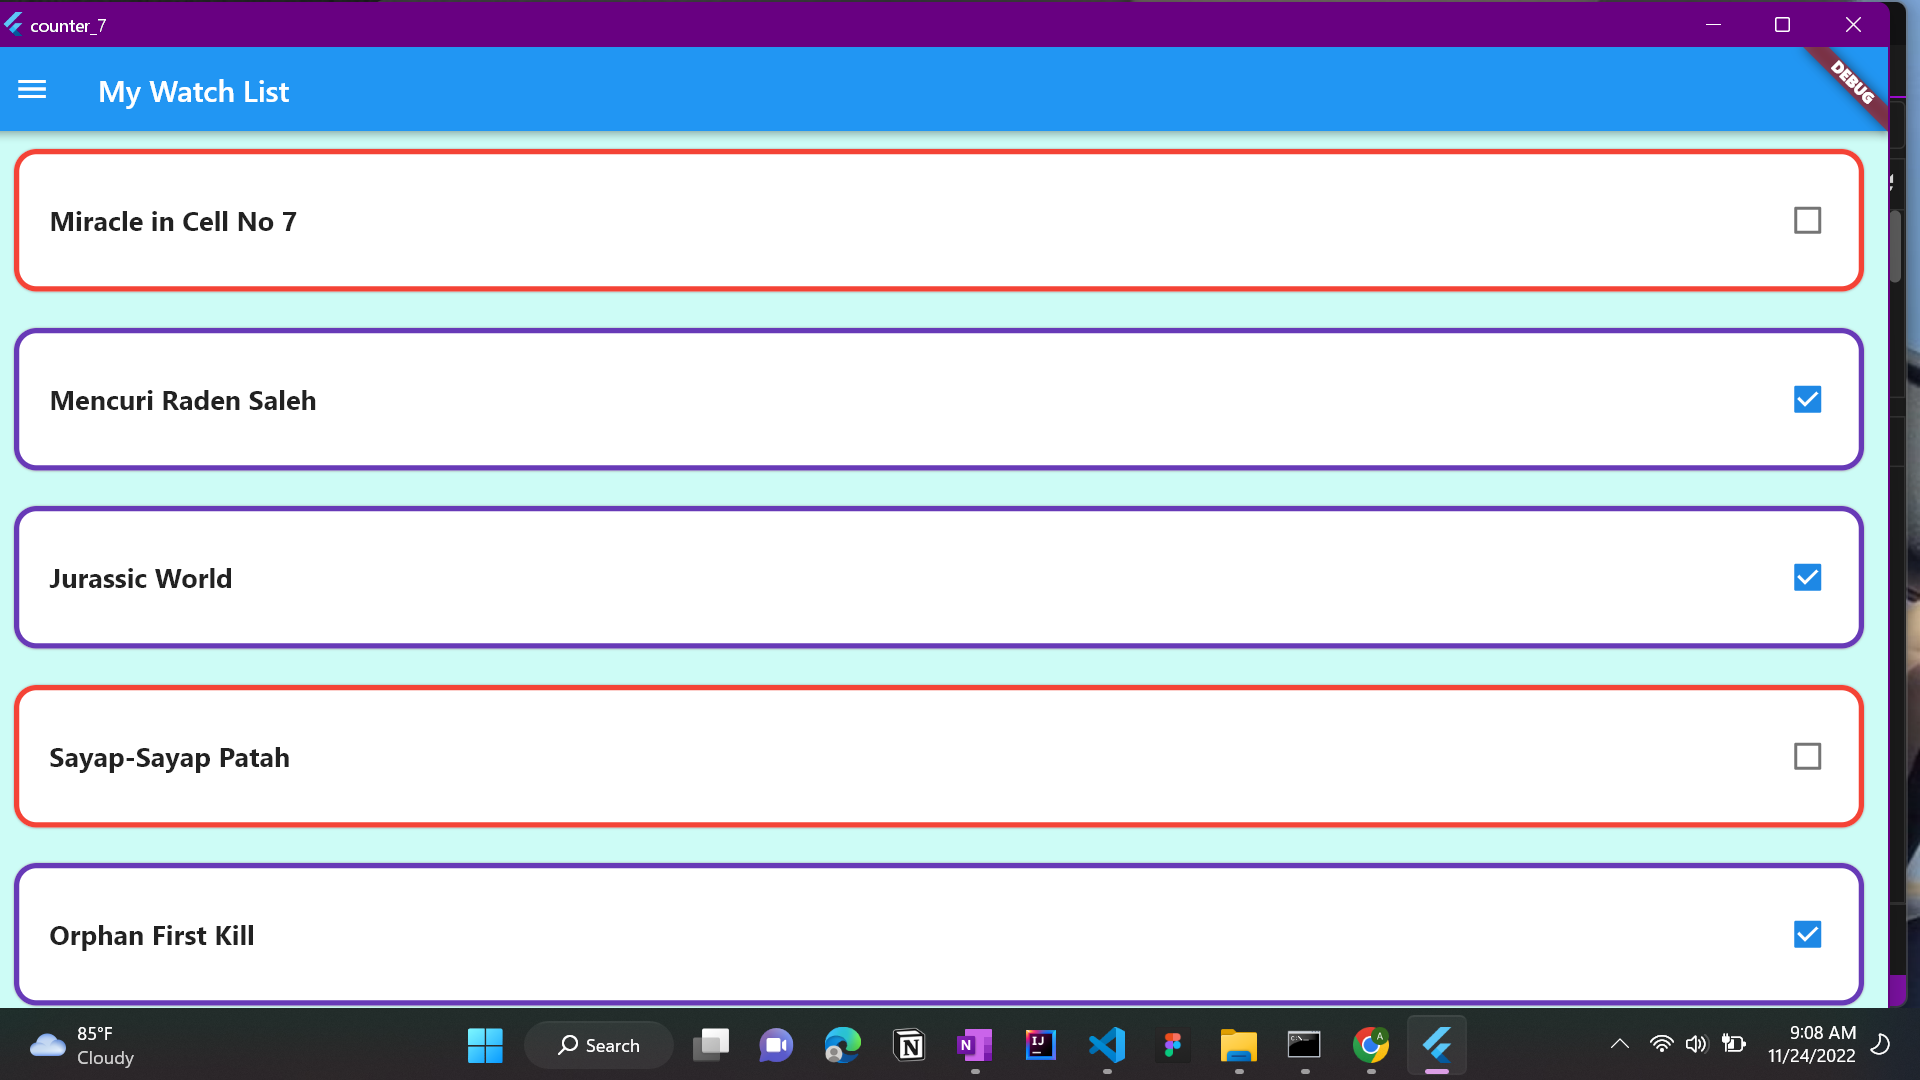 counter_7
My Watch List
DEBUG
Miracle in Cell No 7
Mencuri Raden Saleh
Jurassic World
Sayap-Sayap Patah
Orphan First Kill
85°F
Cloudy
Search
N
N
IJ
C:\_
A
9:08 AM
11/24/2022